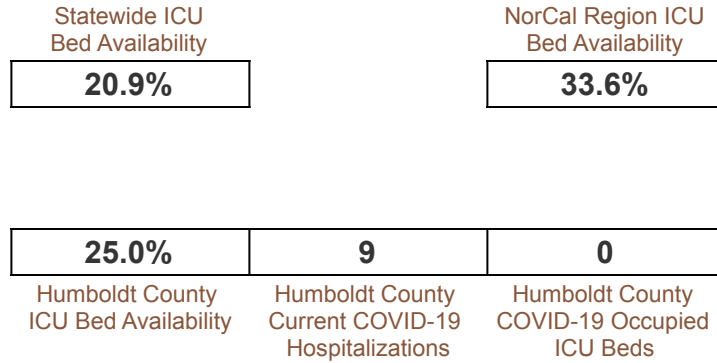 Statewide ICU
Bed Availability
20.9%
NorCal Region ICU
Bed Availability
33.6%
25.0%
Humboldt County
ICU Bed Availability
9
Humboldt County
Current COVID-19
Hospitalizations
0
Humboldt County
COVID-19 Occupied
ICU Beds